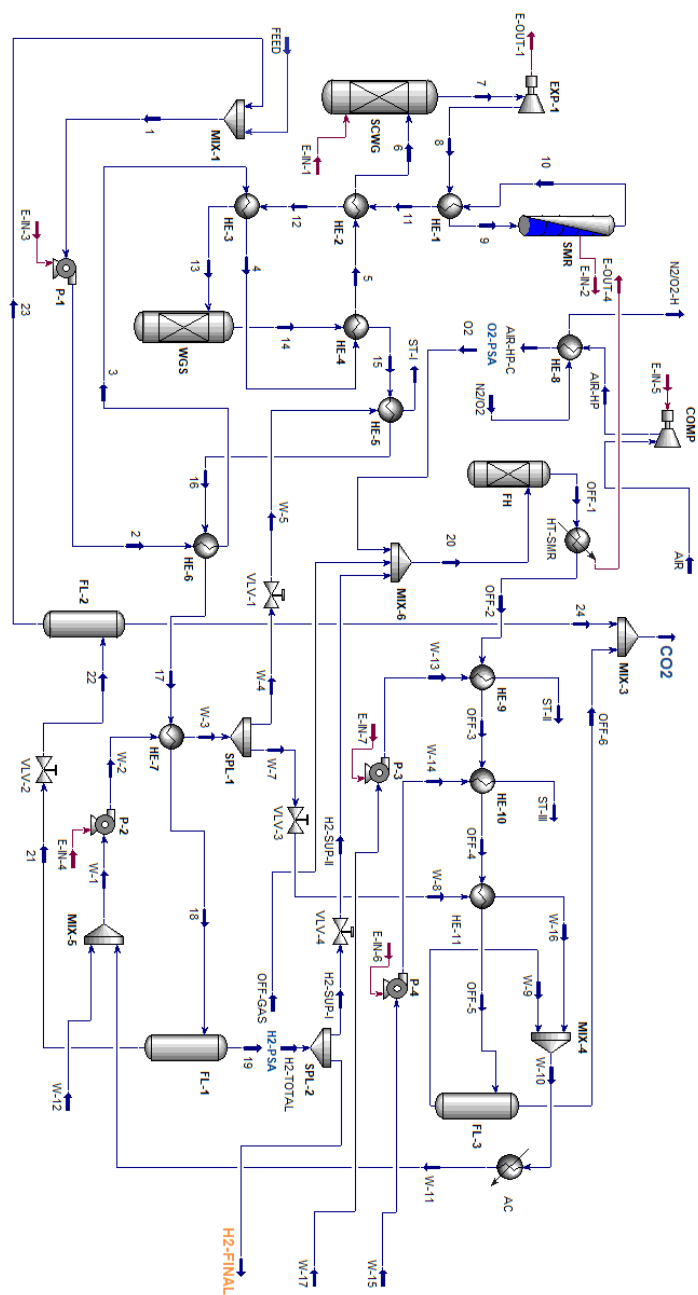 AIR
COMP
E-IN-5
N2/O2-H
AIR-HP
CO2
MIX-3
24
OFF-6
E-OUT-4
E-IN-2
SMR
10
9
HE-8
AIR-HP-C
O2-PSA
O2
N2/O2
OFF-1
HT-SMR
FH
OFF-2
ST-II
ST-III
W-16
W-9
MIX-4
W-10
FL-3
AC
W-11
HE-9
OFF-3
HE-10
OFF-4
HE-11
OFF-5
W-8
W-13
W-14
E-IN-7
P-3
E-IN-6
P-4
W-15
W-17
20
MIX-6
EXP-1
E-OUT-1
7
8
HE-1
11
SCWG
E-IN-1
6
HE-2
12
5
HE-3
4
13
WGS
14
HE-4
15
ST-I
HE-5
W-5
VLV-1
W-4
W-3
SPL-1
W-7
VLV-3
H2-SUP-II
VLV-4
H2-SUP-I
SPL-2
H2-TOTAL
H2-PSA
OFF-GAS
19
H2-FINAL
16
HE-6
17
HE-7
18
FL-1
FEED
MIX-1
1
E-IN-3
P-1
2
3
23
FL-2
22
VLV-2
21
W-2
P-2
E-IN-4
W-1
MIX-5
W-12